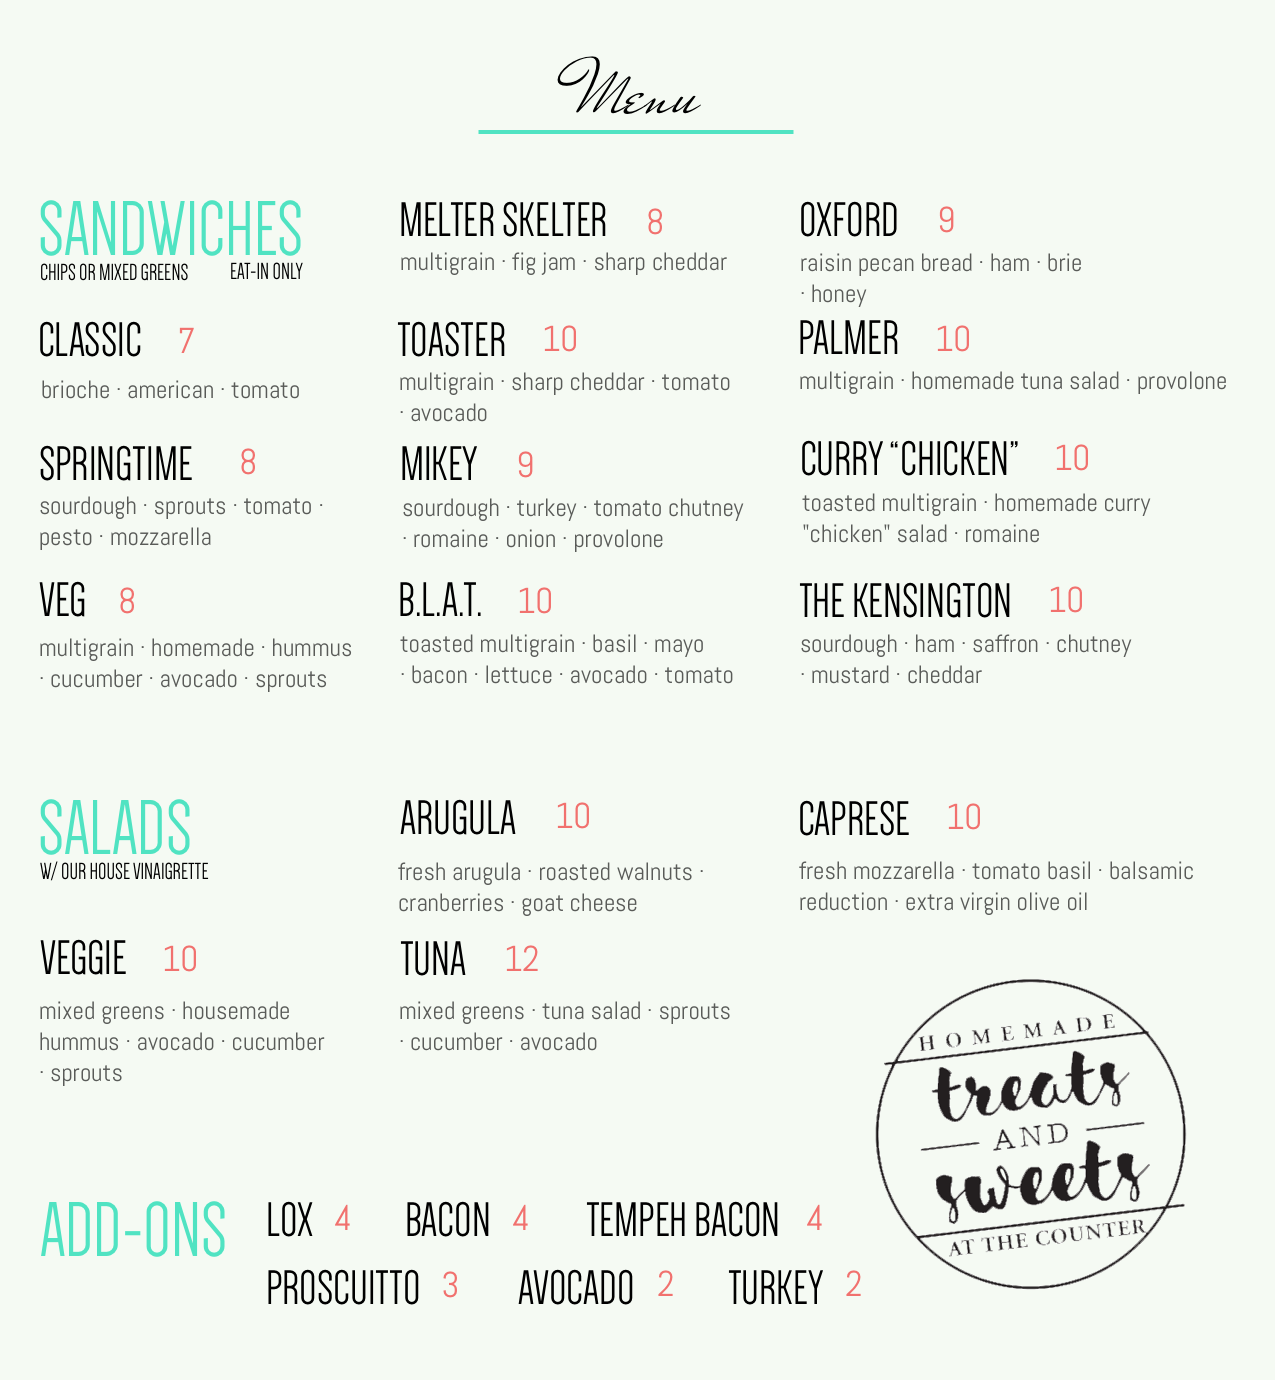 Menu
SANDWICHES
CHIPS OR MIXED GREENS EAT-IN ONLY
CLASSIC 7
brioche · american · tomato
SPRINGTIME 8
sourdough · sprouts · tomato ·
pesto · mozzarella
VEG 8
multigrain · homemade · hummus
· cucumber · avocado · sprouts
MELTER SKELTER 8
multigrain · fig jam · sharp cheddar
TOASTER 10
multigrain · sharp cheddar · tomato
· avocado
MIKEY 9
sourdough · turkey · tomato chutney
· romaine · onion · provolone
B.L.A.T. 10
toasted multigrain · basil · mayo
· bacon · lettuce · avocado · tomato
OXFORD 9
raisin pecan bread · ham · brie
· honey
PALMER 10
multigrain · homemade tuna salad · provolone
CURRY “CHICKEN” 10
toasted multigrain · homemade curry
"chicken" salad · romaine
THE KENSINGTON 10
sourdough · ham · saffron · chutney
· mustard · cheddar
SALADS
W/ OUR HOUSE VINAIGRETTE
VEGGIE 10
mixed greens · housemade
hummus · avocado · cucumber
· sprouts
ARUGULA 10
fresh arugula · roasted walnuts ·
cranberries · goat cheese
TUNA 12
mixed greens · tuna salad · sprouts
· cucumber · avocado
CAPRESE 10
fresh mozzarella · tomato basil · balsamic
reduction · extra virgin olive oil
HOMEMADE
treats
AND
sweets
AT THE COUNTER
ADD-ONS
LOX 4 BACON 4 TEMPEH BACON 4
PROSCUITTO 3 AVOCADO 2 TURKEY 2